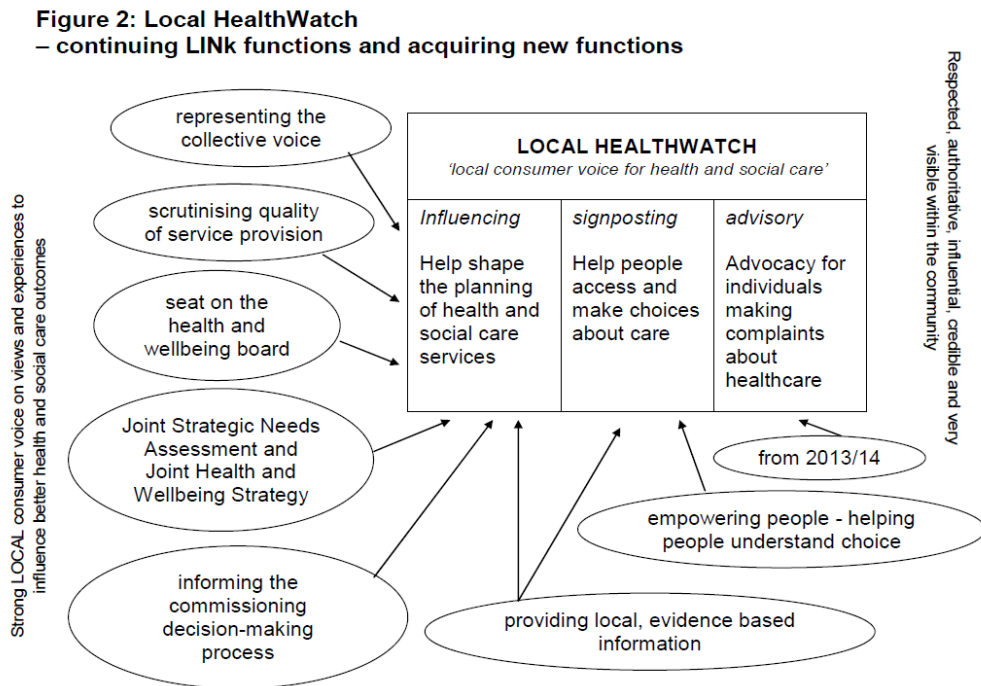 Figure 2: Local HealthWatch
– continuing LINk functions and acquiring new functions
Strong LOCAL consumer voice on views and experiences to
influence better health and social care outcomes
representing the
collective voice
scrutinising quality
of service provision
seat on the
health and
wellbeing board
Joint Strategic Needs
Assessment and
Joint Health and
Wellbeing Strategy
informing the
commissioning
decision-making
process
LOCAL HEALTHWATCH
‘local consumer voice for health and social care’
Influencing
Help shape
the planning
of health and
social care
services
signposting
Help people
access and
make choices
about care
advisory
Advocacy for
individuals
making
complaints
about
healthcare
from 2013/14
empowering people - helping
people understand choice
providing local, evidence based
information
Respected, authoritative, influential, credible and very
visible within the community